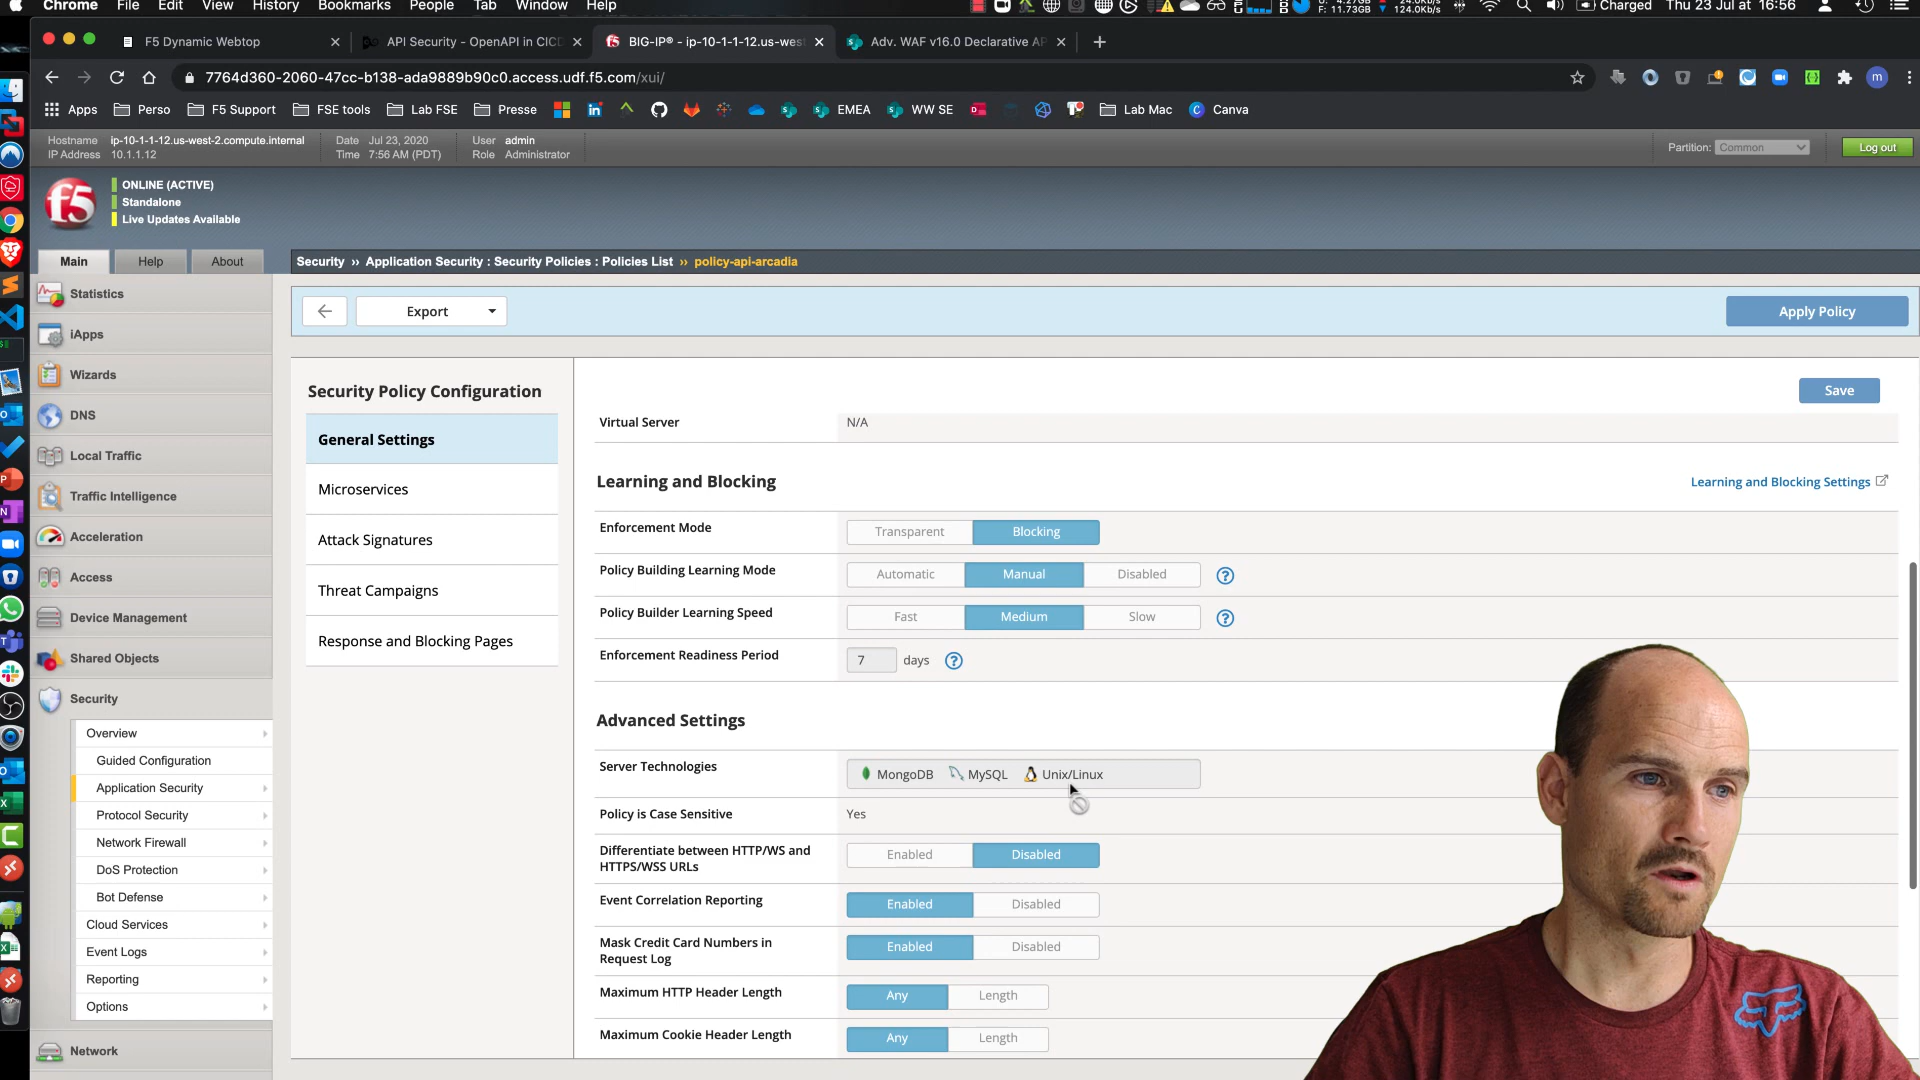 Chrome File Edit View History Bookmarks People Tab Window Help
F: 11.73GB 124.0Kb/s Charged Thu 23 Jul at 16:56
F5 Dynamic Webtop
API Security - OpenAPI in CICD
BIG-IP® - ip-10-1-1-12.us-west
Adv. WAF v16.0 Declarative AP
7764d360-2060-47cc-b138-ada9889b90c0.access.udf.f5.com/xui/
m
Apps Perso F5 Support FSE tools Lab FSE Presse EMEA WW SE Lab Mac Canva
Hostname ip-10-1-1-12.us-west-2.compute.internal Date Jul 23, 2020 User admin
IP Address 10.1.1.12 Time 7:56 AM (PDT) Role Administrator
Partition: Common
Log out
f5
ONLINE (ACTIVE)
Standalone
Live Updates Available
Main Help About
Security ›› Application Security : Security Policies : Policies List ›› policy-api-arcadia
Statistics
iApps
Wizards
DNS
Local Traffic
Traffic Intelligence
Acceleration
Access
Device Management
Shared Objects
Security
Overview
Guided Configuration
Application Security
Protocol Security
Network Firewall
DoS Protection
Bot Defense
Cloud Services
Event Logs
Reporting
Options
Network
Export
Apply Policy
Security Policy Configuration
General Settings
Microservices
Attack Signatures
Threat Campaigns
Response and Blocking Pages
Save
Virtual Server N/A
Learning and Blocking
Learning and Blocking Settings
Enforcement Mode Transparent Blocking
Policy Building Learning Mode Automatic Manual Disabled ?
Policy Builder Learning Speed Fast Medium Slow ?
Enforcement Readiness Period 7 days ?
Advanced Settings
Server Technologies MongoDB MySQL Unix/Linux
Policy is Case Sensitive Yes
Differentiate between HTTP/WS and
HTTPS/WSS URLs
Enabled Disabled
Event Correlation Reporting Enabled Disabled
Mask Credit Card Numbers in
Request Log
Enabled Disabled
Maximum HTTP Header Length Any Length
Maximum Cookie Header Length Any Length